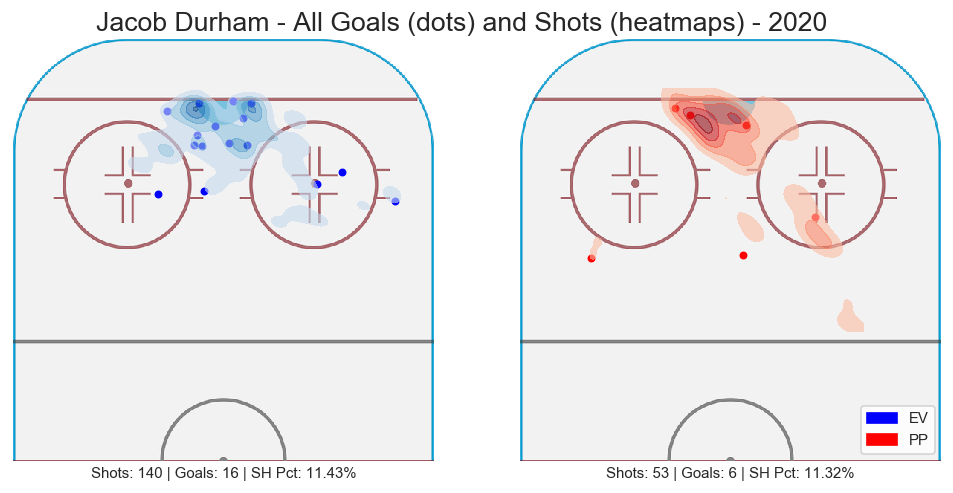 Jacob Durham - All Goals (dots) and Shots (heatmaps) - 2020
EV
PP
Shots: 140 | Goals: 16 | SH Pct: 11.43%
Shots: 53 | Goals: 6 | SH Pct: 11.32%